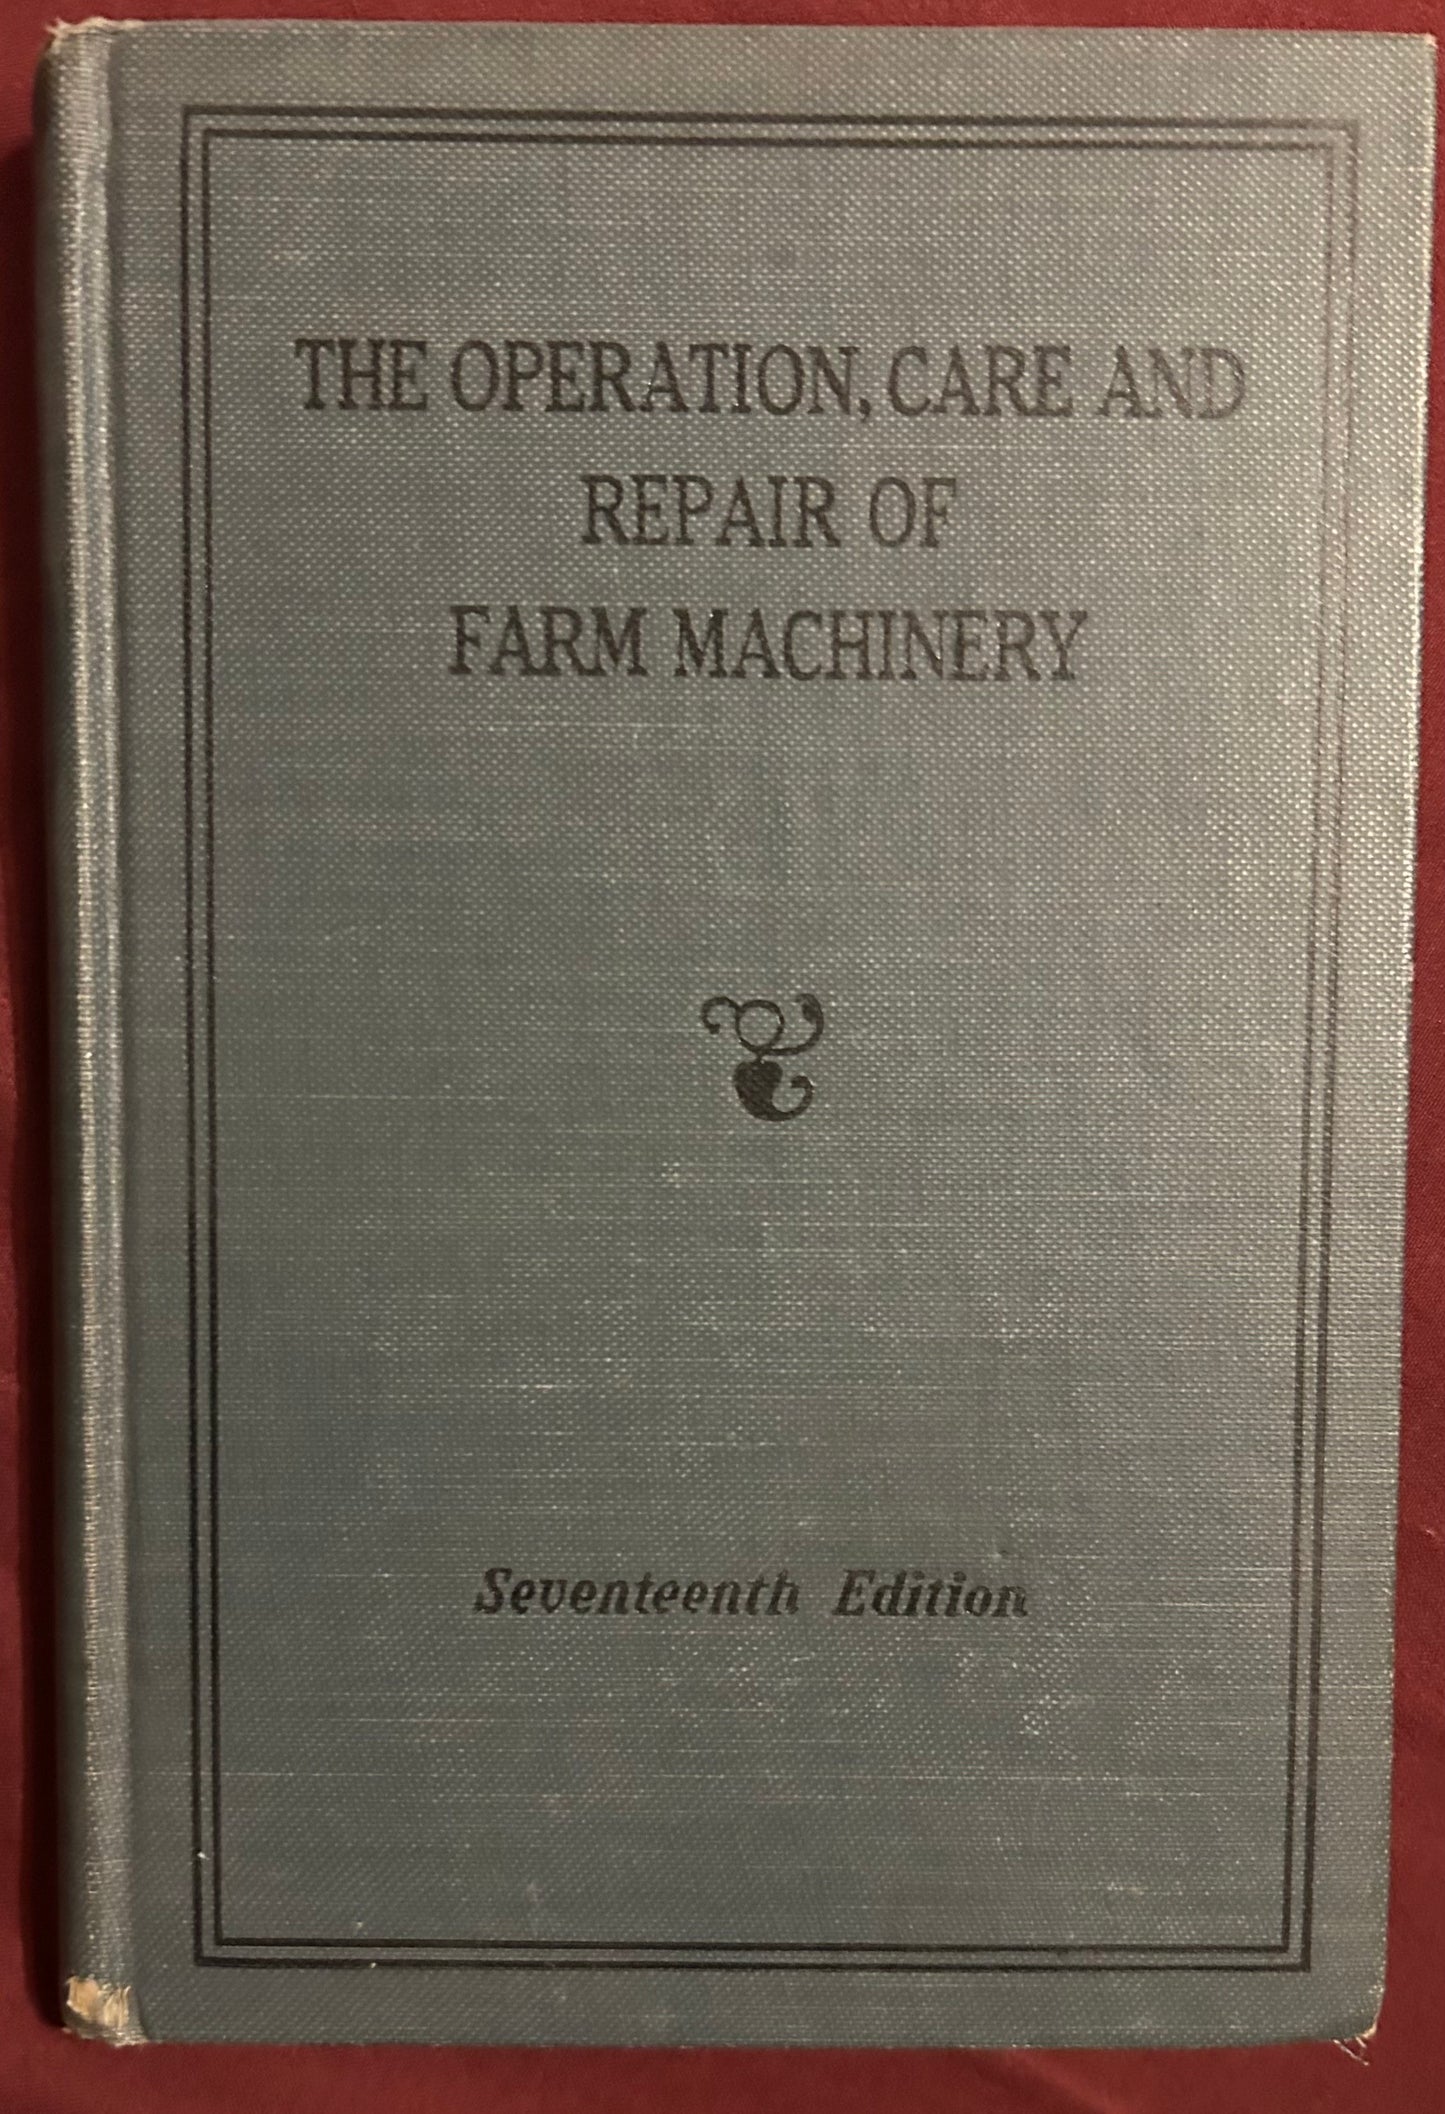 THE OPERATION, CARE AND
REPAIR OF
FARM MACHINERY
Seventeenth Edition